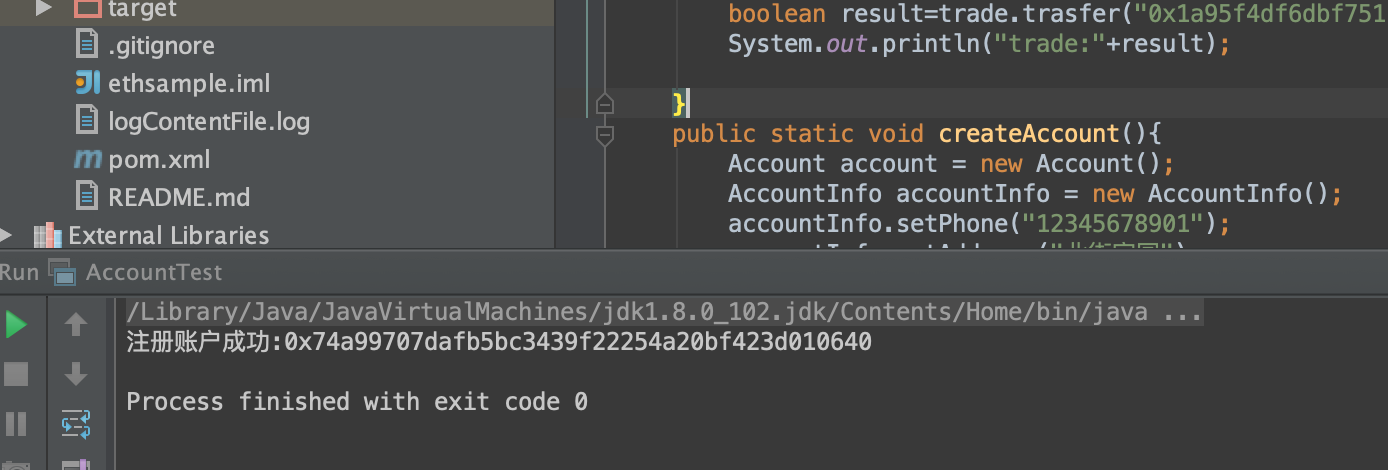 target
.gitignore
ethsample.iml
logContentFile.log
pom.xml
README.md
External Libraries
boolean result=trade.trasfer("0x1a95f4df6dbf751
System.out.println("trade:"+result);
}
public static void createAccount(){
Account account = new Account();
AccountInfo accountInfo = new AccountInfo();
accountInfo.setPhone("12345678901");
Run AccountTest
/Library/Java/JavaVirtualMachines/jdk1.8.0_102.jdk/Contents/Home/bin/java ...
注册账户成功:0x74a99707dafb5bc3439f22254a20bf423d010640
Process finished with exit code 0